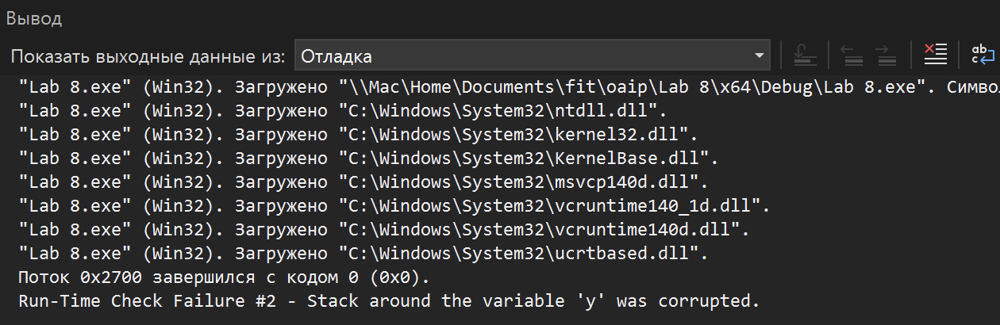 Вывод
Показать выходные данные из: Отладка
"Lab 8.exe" (Win32). Загружено "\\Mac\Home\Documents\fit\oaip\Lab 8\x64\Debug\Lab 8.exe". Симво
"Lab 8.exe" (Win32). Загружено "C:\Windows\System32\ntdll.dll".
"Lab 8.exe" (Win32). Загружено "C:\Windows\System32\kernel32.dll".
"Lab 8.exe" (Win32). Загружено "C:\Windows\System32\KernelBase.dll".
"Lab 8.exe" (Win32). Загружено "C:\Windows\System32\msvcp140d.dll".
"Lab 8.exe" (Win32). Загружено "C:\Windows\System32\vcruntime140_1d.dll".
"Lab 8.exe" (Win32). Загружено "C:\Windows\System32\vcruntime140d.dll".
"Lab 8.exe" (Win32). Загружено "C:\Windows\System32\ucrtbased.dll".
Поток 0x2700 завершился с кодом 0 (0x0).
Run-Time Check Failure #2 - Stack around the variable 'y' was corrupted.